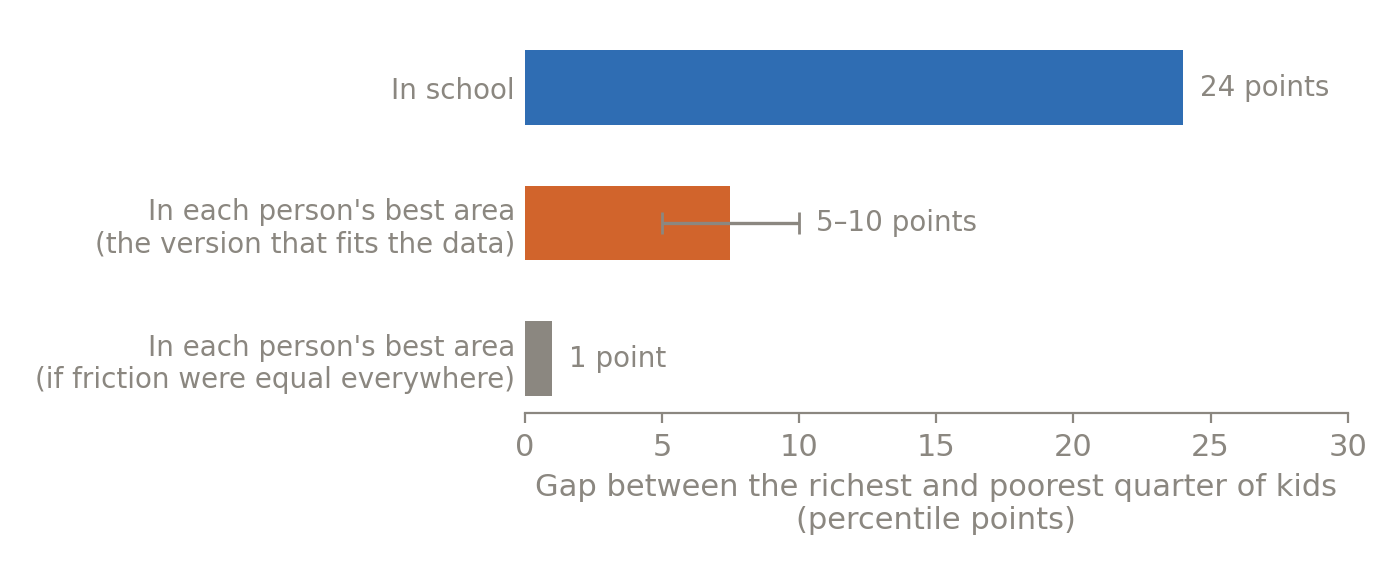 In school
24 points
In each person's best area
(the version that fits the data)
5–10 points
In each person's best area
(if friction were equal everywhere)
1 point
0 5 10 15 20 25 30
Gap between the richest and poorest quarter of kids
(percentile points)